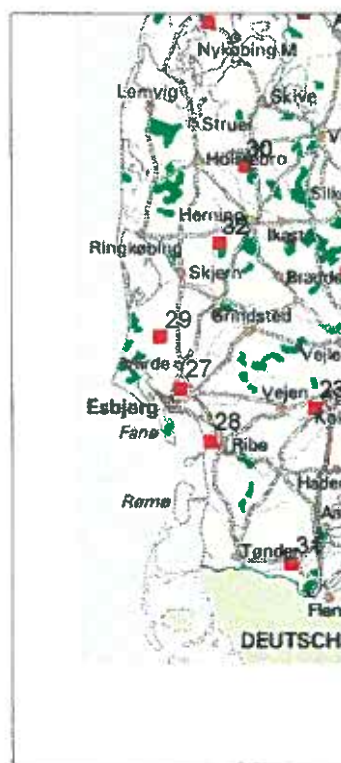 Nykøbing M
Lemvig
Skive
Struer
30
Holstebro
Herning
32
Ikast
Ringkøbing
Skjern
29
Grindsted
27
Esbjerg
Vejen
Fanø
28
Ribe
Rømø
Tønder
31
DEUTSCH